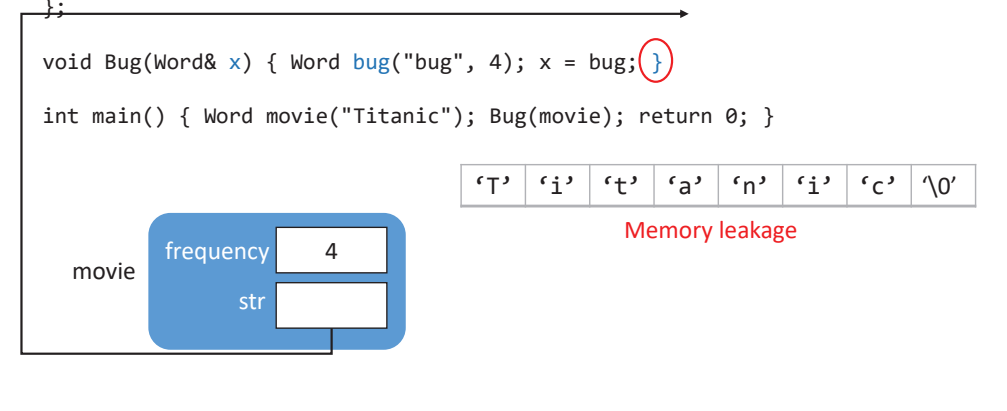 };
void Bug(Word& x) { Word bug("bug", 4); x = bug; }
int main() { Word movie("Titanic"); Bug(movie); return 0; }
‘T’ ‘i’ ‘t’ ‘a’ ‘n’ ‘i’ ‘c’ ‘\0’
Memory leakage
frequency 4
movie
str